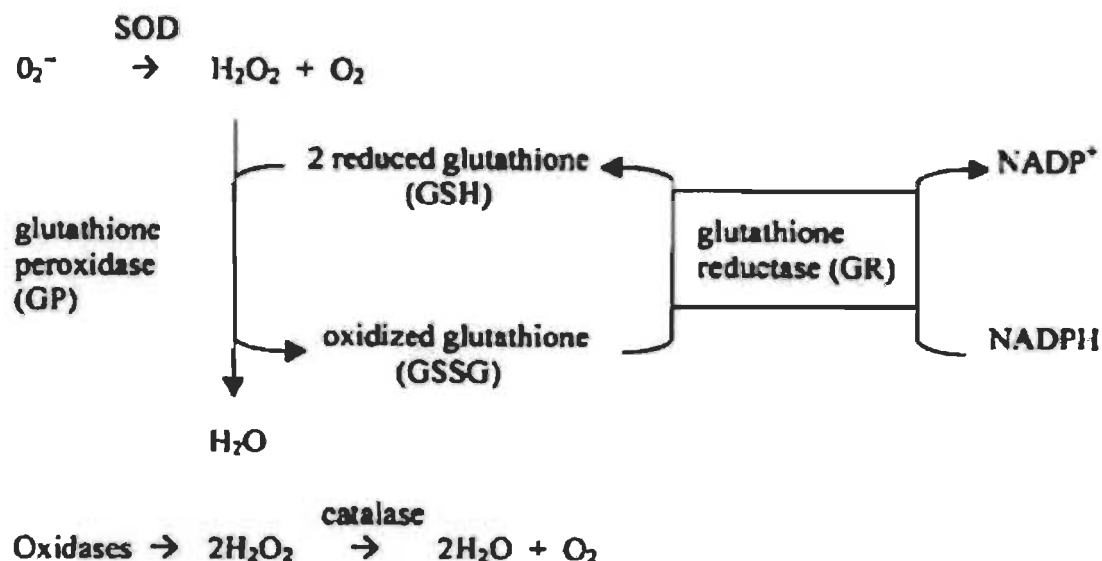 SOD
O₂⁻ → H₂O₂ + O₂
2 reduced glutathione
(GSH)
NADP⁺
glutathione
peroxidase
(GP)
glutathione
reductase (GR)
oxidized glutathione
(GSSG)
NADPH
H₂O
catalase
Oxidases → 2H₂O₂ → 2H₂O + O₂